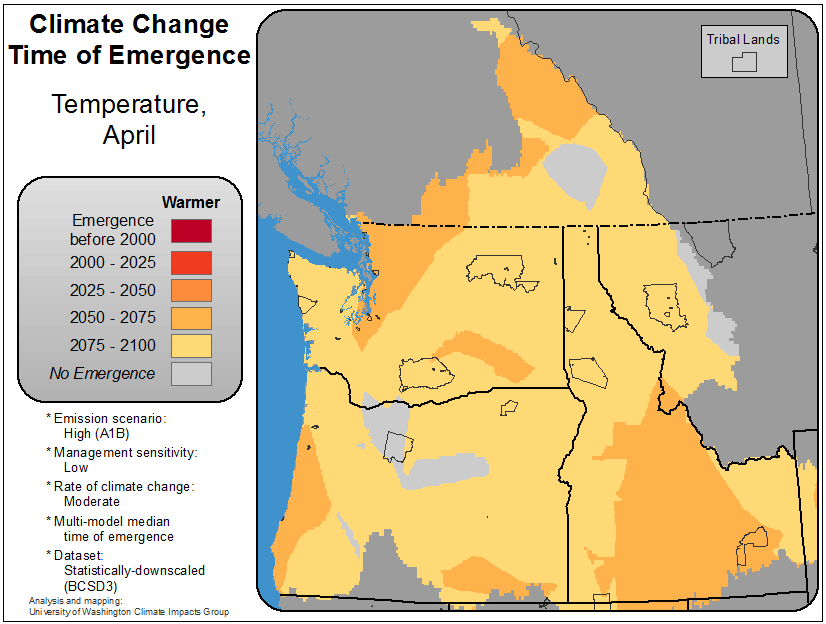 Climate Change
Time of Emergence
Temperature,
April
Warmer
Emergence
before 2000
2000 - 2025
2025 - 2050
2050 - 2075
2075 - 2100
No Emergence
* Emission scenario:
High (A1B)
* Management sensitivity:
Low
* Rate of climate change:
Moderate
* Multi-model median
time of emergence
* Dataset:
Statistically-downscaled
(BCSD3)
Analysis and mapping:
University of Washington Climate Impacts Group
Tribal Lands